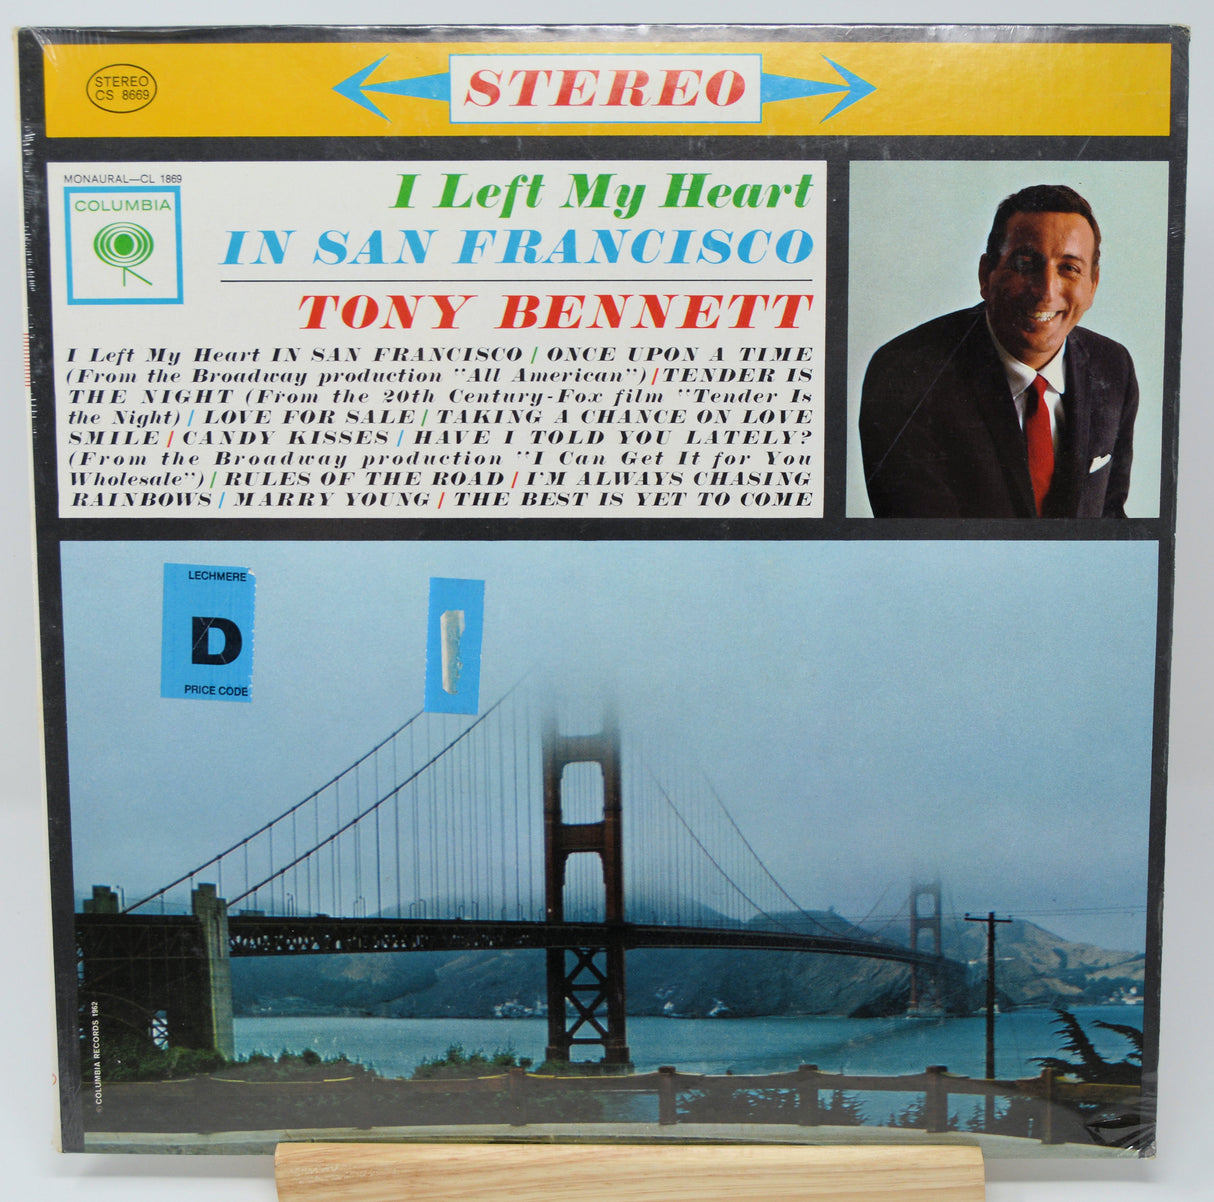 STEREO
CS 8669
STEREO
MONAURAL—CL 1869
COLUMBIA
I Left My Heart
IN SAN FRANCISCO
TONY BENNETT
I Left My Heart IN SAN FRANCISCO / ONCE UPON A TIME
(From the Broadway production "All American") / TENDER IS
THE NIGHT (From the 20th Century-Fox film "Tender Is
the Night) / LOVE FOR SALE / TAKING A CHANCE ON LOVE
SMILE / CANDY KISSES / HAVE I TOLD YOU LATELY?
(From the Broadway production "I Can Get It for You
Wholesale") / RULES OF THE ROAD / I'M ALWAYS CHASING
RAINBOWS / MARRY YOUNG / THE BEST IS YET TO COME
LECHMERE
D
PRICE CODE
© COLUMBIA RECORDS 1962